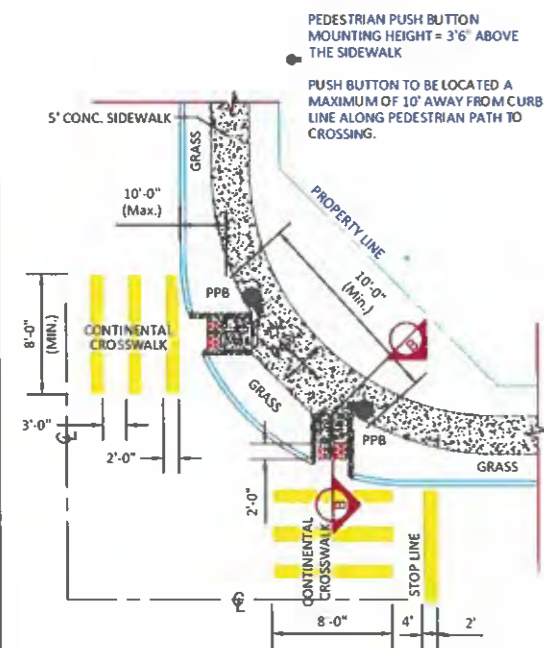 PEDESTRIAN PUSH BUTTON
MOUNTING HEIGHT = 3'6" ABOVE
THE SIDEWALK
PUSH BUTTON TO BE LOCATED A
MAXIMUM OF 10' AWAY FROM CURB
LINE ALONG PEDESTRIAN PATH TO
CROSSING.
5' CONC. SIDEWALK
GRASS
10'-0"
(Max.)
PROPERTY LINE
10'-0"
(Min.)
PPB
8'-0"
(MIN.)
CONTINENTAL
CROSSWALK
B
3'-0"
2'-0"
GRASS
PPB
GRASS
2'-0"
B
CONTINENTAL
CROSSWALK
STOP LINE
8'-0"
4'
2'